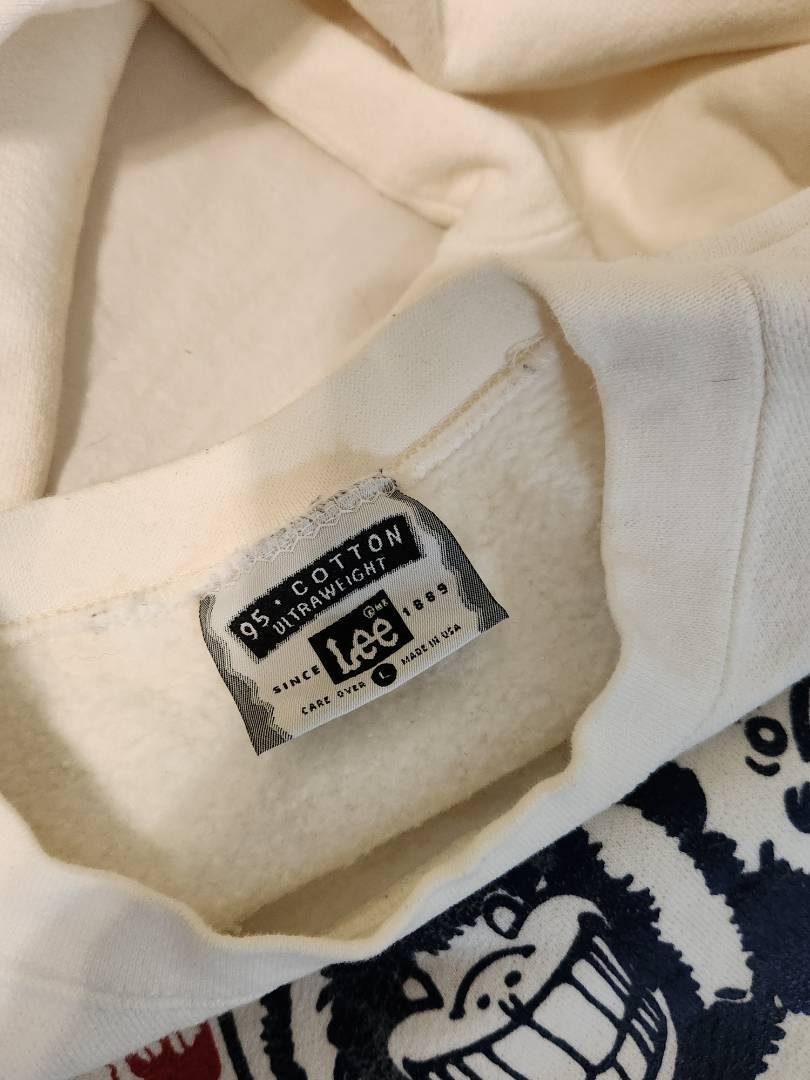 95 • COTTON
ULTRAWEIGHT
Lee
SINCE 1889
CARE OVER L MADE IN USA